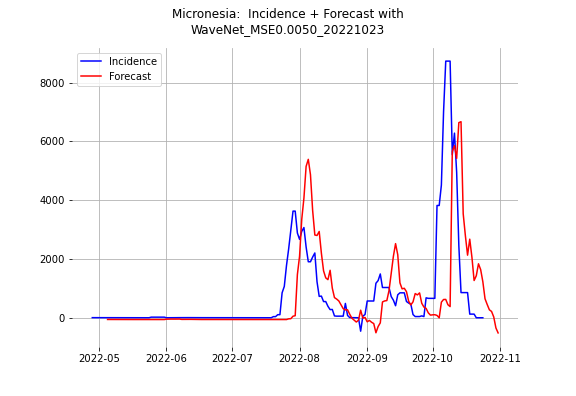 Micronesia:  Incidence + Forecast with
WaveNet_MSE0.0050_20221023
Incidence
Forecast
8000
6000
4000
2000
0
2022-05 2022-06 2022-07 2022-08 2022-09 2022-10 2022-11